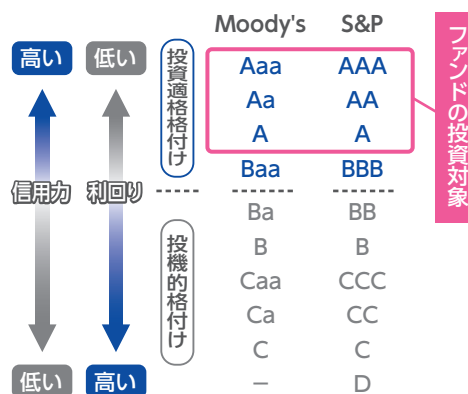 Moody's S&P
高い 低い
信用力 利回り
低い 高い
投資適格格付け
Aaa AAA
Aa AA
A A
Baa BBB
投機的格付け
Ba BB
B B
Caa CCC
Ca CC
C C
– D
ファンドの投資対象